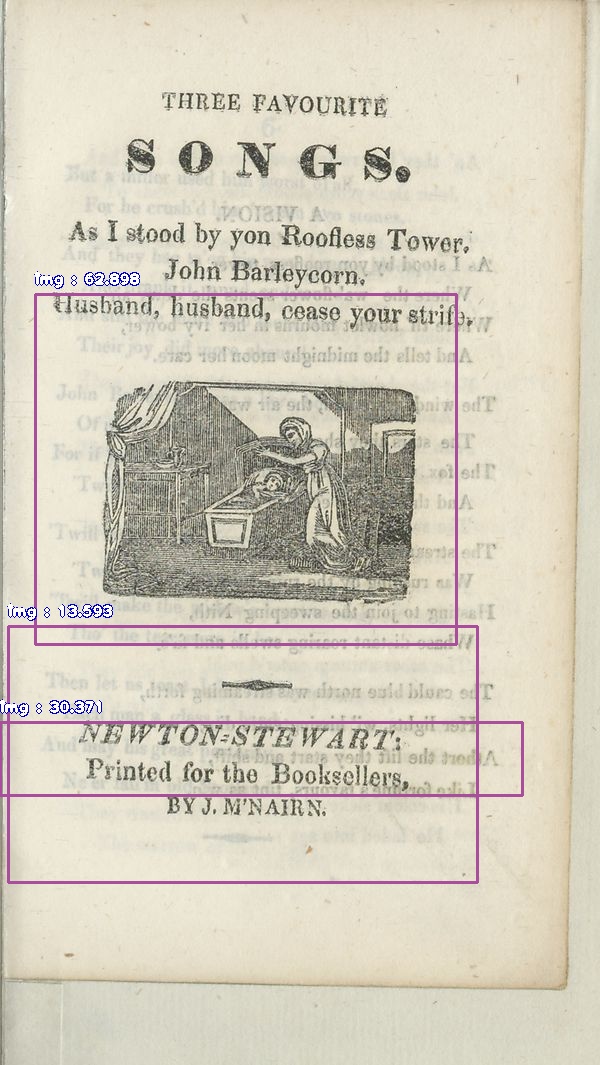 THREE FAVOURITE
SONGS.
As I stood by yon Roofless Tower.
John Barleycorn.
img : 62.898
Husband, husband, cease your strife.
img : 13.593
img : 30.371
NEWTON-STEWART:
Printed for the Booksellers,
BY J. M'NAIRN.